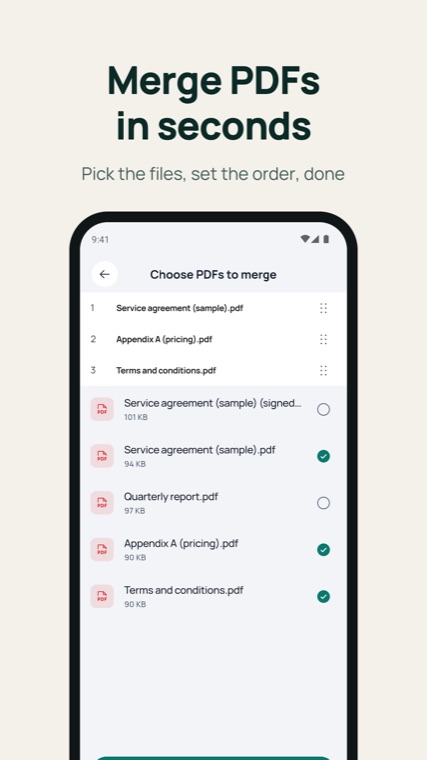 Merge PDFs
in seconds
Pick the files, set the order, done
9:41
Choose PDFs to merge
1 Service agreement (sample).pdf
2 Appendix A (pricing).pdf
3 Terms and conditions.pdf
PDF Service agreement (sample) (signed...
101 KB
PDF Service agreement (sample).pdf
94 KB
PDF Quarterly report.pdf
97 KB
PDF Appendix A (pricing).pdf
90 KB
PDF Terms and conditions.pdf
90 KB